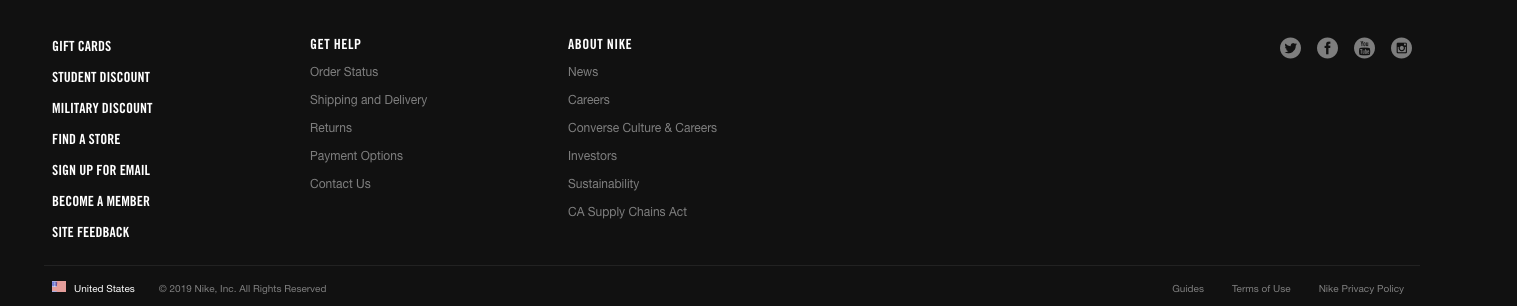 GIFT CARDS
STUDENT DISCOUNT
MILITARY DISCOUNT
FIND A STORE
SIGN UP FOR EMAIL
BECOME A MEMBER
SITE FEEDBACK
GET HELP
Order Status
Shipping and Delivery
Returns
Payment Options
Contact Us
ABOUT NIKE
News
Careers
Converse Culture & Careers
Investors
Sustainability
CA Supply Chains Act
You
Tube
United States
© 2019 Nike, Inc. All Rights Reserved
Guides
Terms of Use
Nike Privacy Policy